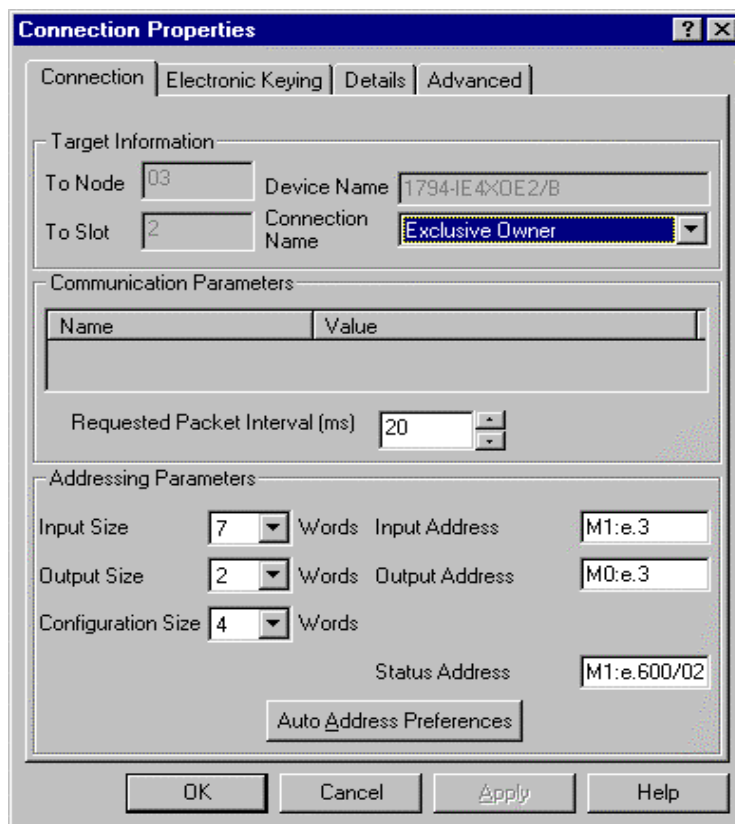 Connection Properties
Connection Electronic Keying Details Advanced
Target Information
To Node 03 Device Name 1794-IE4XOE2/B
To Slot 2 Connection Name Exclusive Owner
Communication Parameters
Name Value
Requested Packet Interval (ms) 20
Addressing Parameters
Input Size 7 Words Input Address M1:e.3
Output Size 2 Words Output Address M0:e.3
Configuration Size 4 Words
Status Address M1:e.600/02
Auto Address Preferences
OK Cancel Apply Help